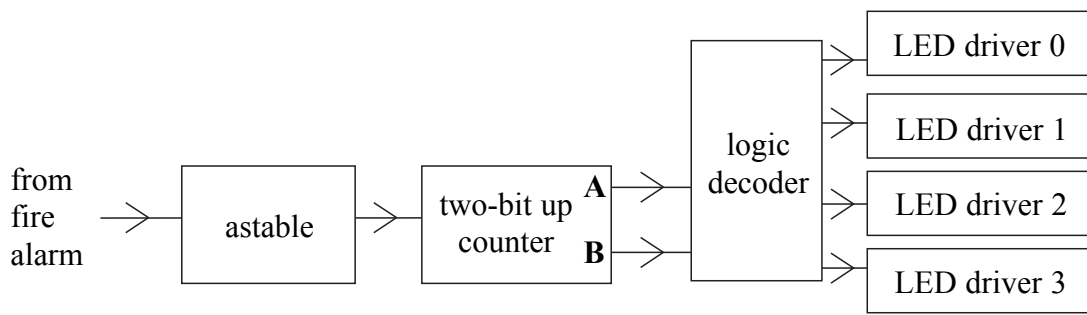 from
fire
alarm
astable
two-bit up
counter
A
B
logic
decoder
LED driver 0
LED driver 1
LED driver 2
LED driver 3